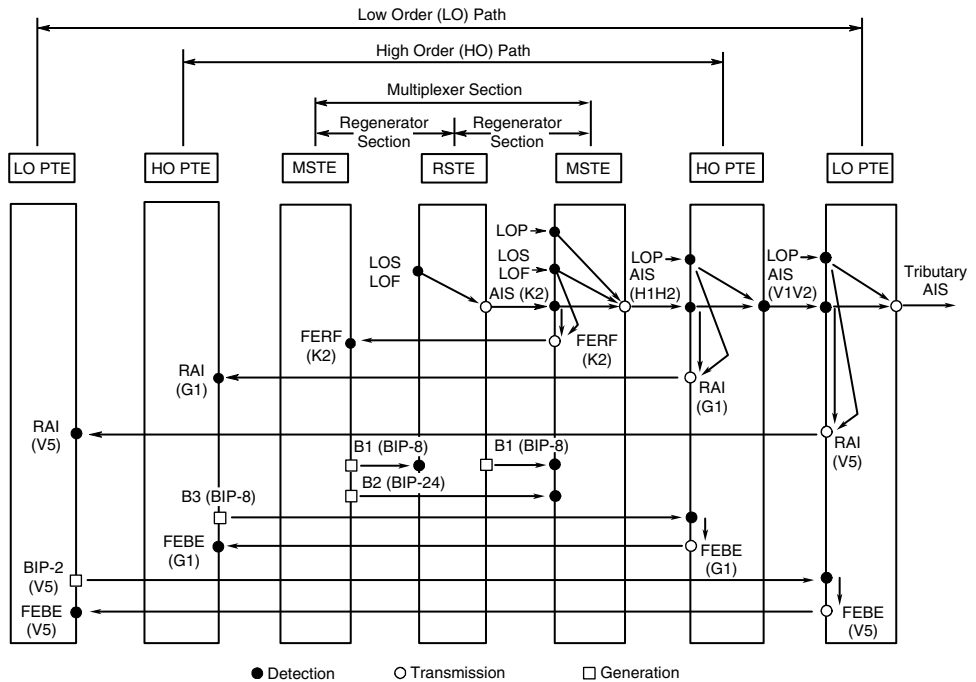 Low Order (LO) Path
High Order (HO) Path
Multiplexer Section
Regenerator
Section
Regenerator
Section
LO PTE
HO PTE
MSTE
RSTE
MSTE
HO PTE
LO PTE
LOP
LOS
LOF
LOS
LOF
AIS (K2)
LOP
AIS
(H1H2)
LOP
AIS
(V1V2)
Tributary
AIS
FERF
(K2)
FERF
(K2)
RAI
(G1)
RAI
(G1)
RAI
(V5)
RAI
(V5)
B1 (BIP-8)
B1 (BIP-8)
B2 (BIP-24)
B3 (BIP-8)
FEBE
(G1)
FEBE
(G1)
BIP-2
(V5)
FEBE
(V5)
FEBE
(V5)
Detection
Transmission
Generation